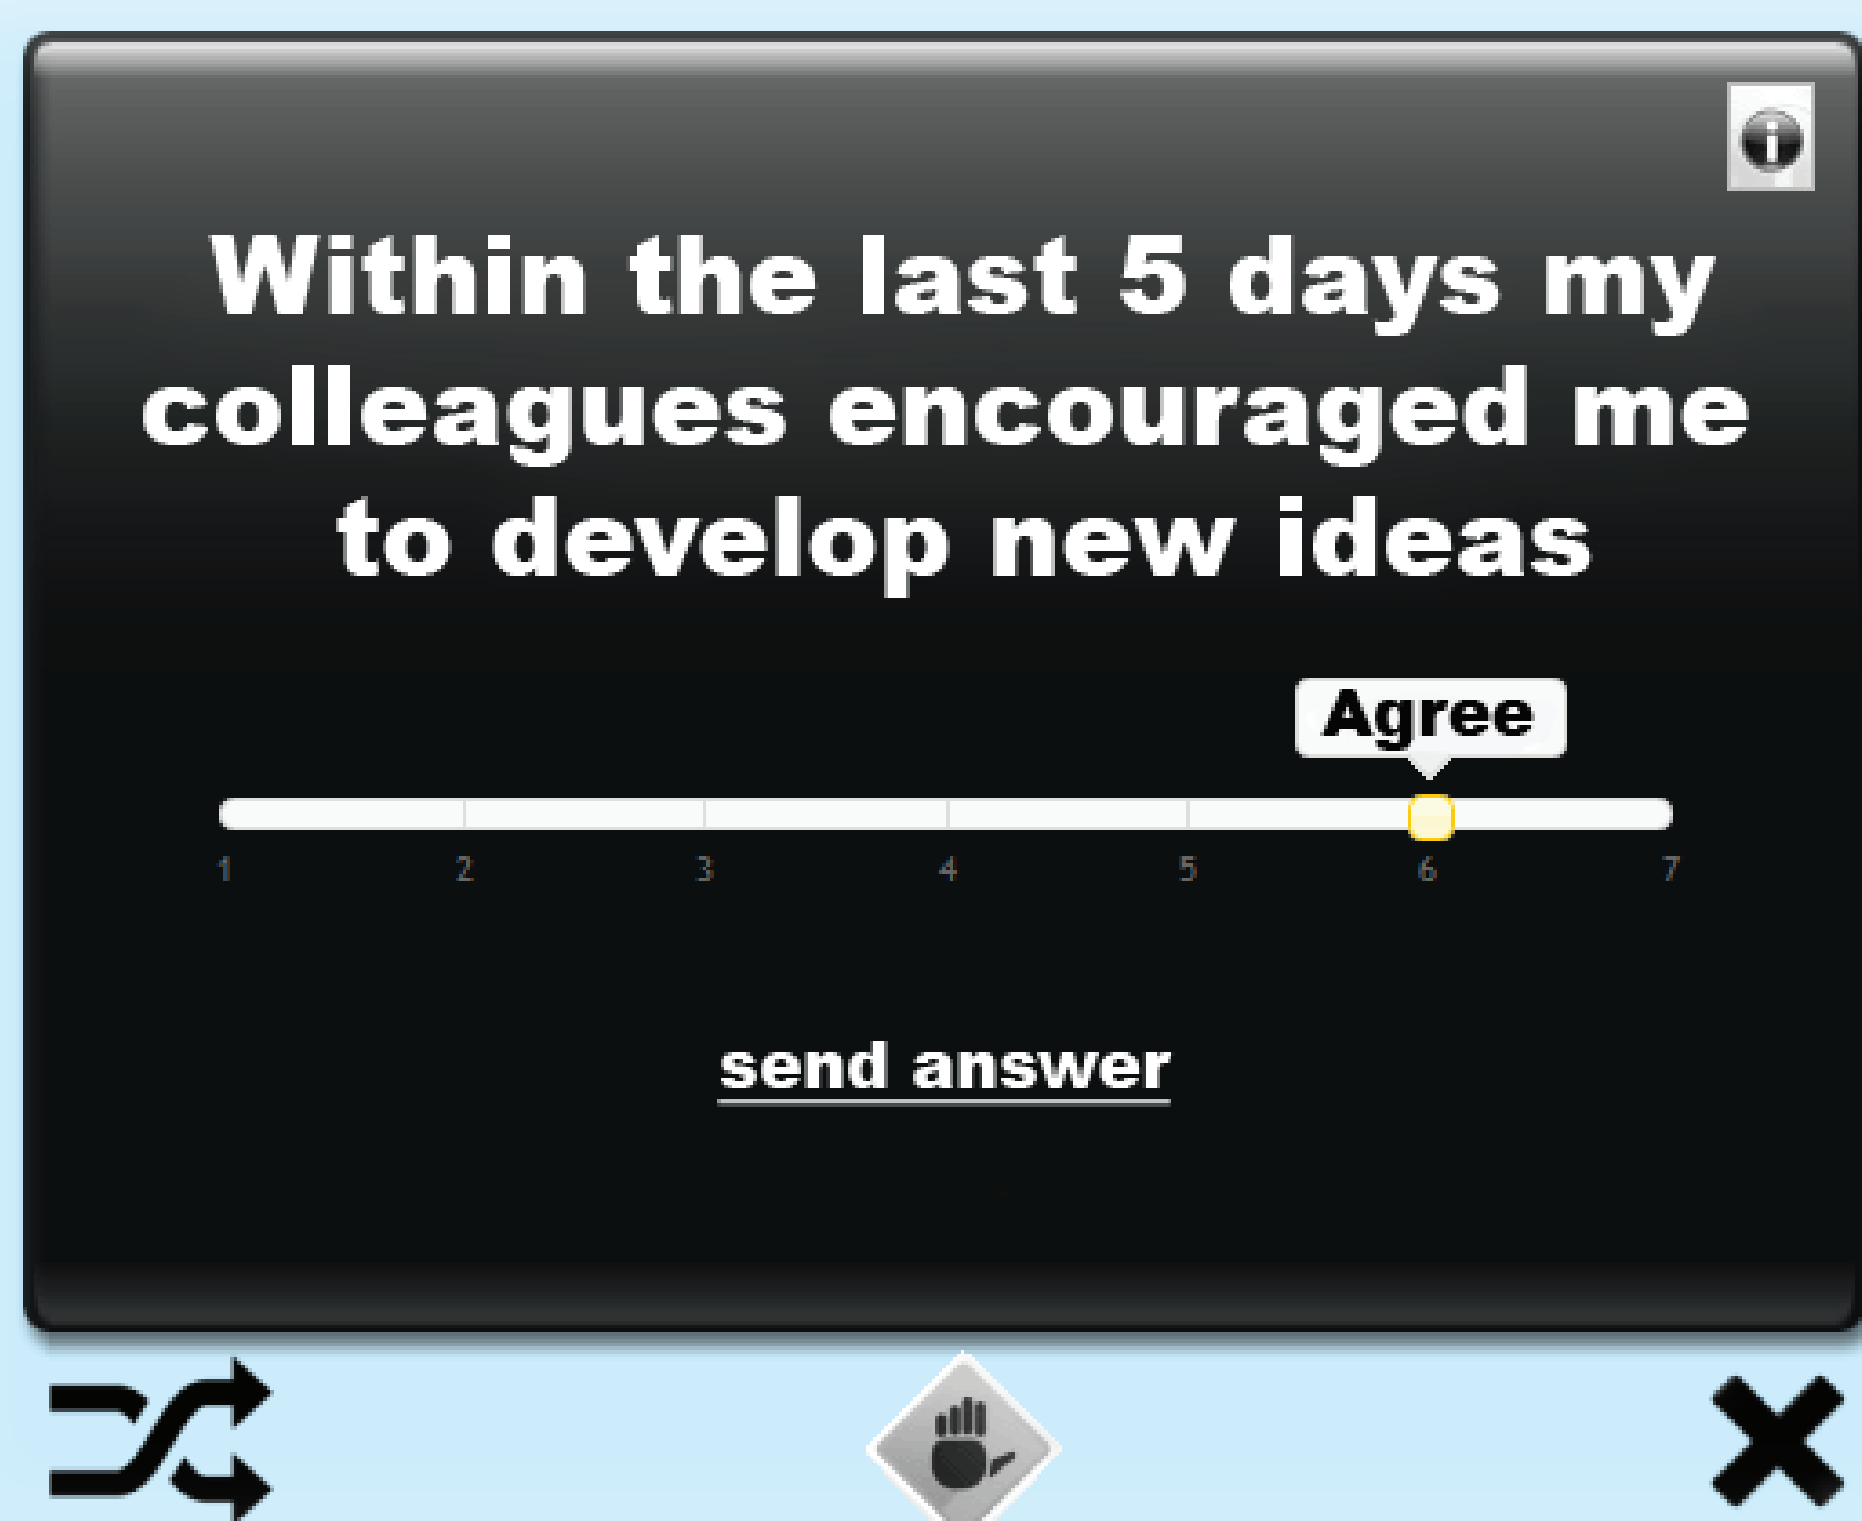 Within the last 5 days my
colleagues encouraged me
to develop new ideas
Agree
1 2 3 4 5 6 7
send answer